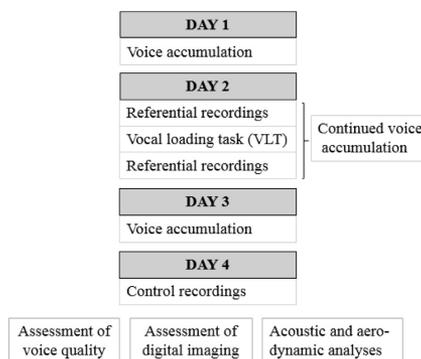 DAY 1
Voice accumulation
DAY 2
Referential recordings
Vocal loading task (VLT)
Referential recordings
Continued voice
accumulation
DAY 3
Voice accumulation
DAY 4
Control recordings
Assessment of
voice quality
Assessment of
digital imaging
Acoustic and aero-
dynamic analyses